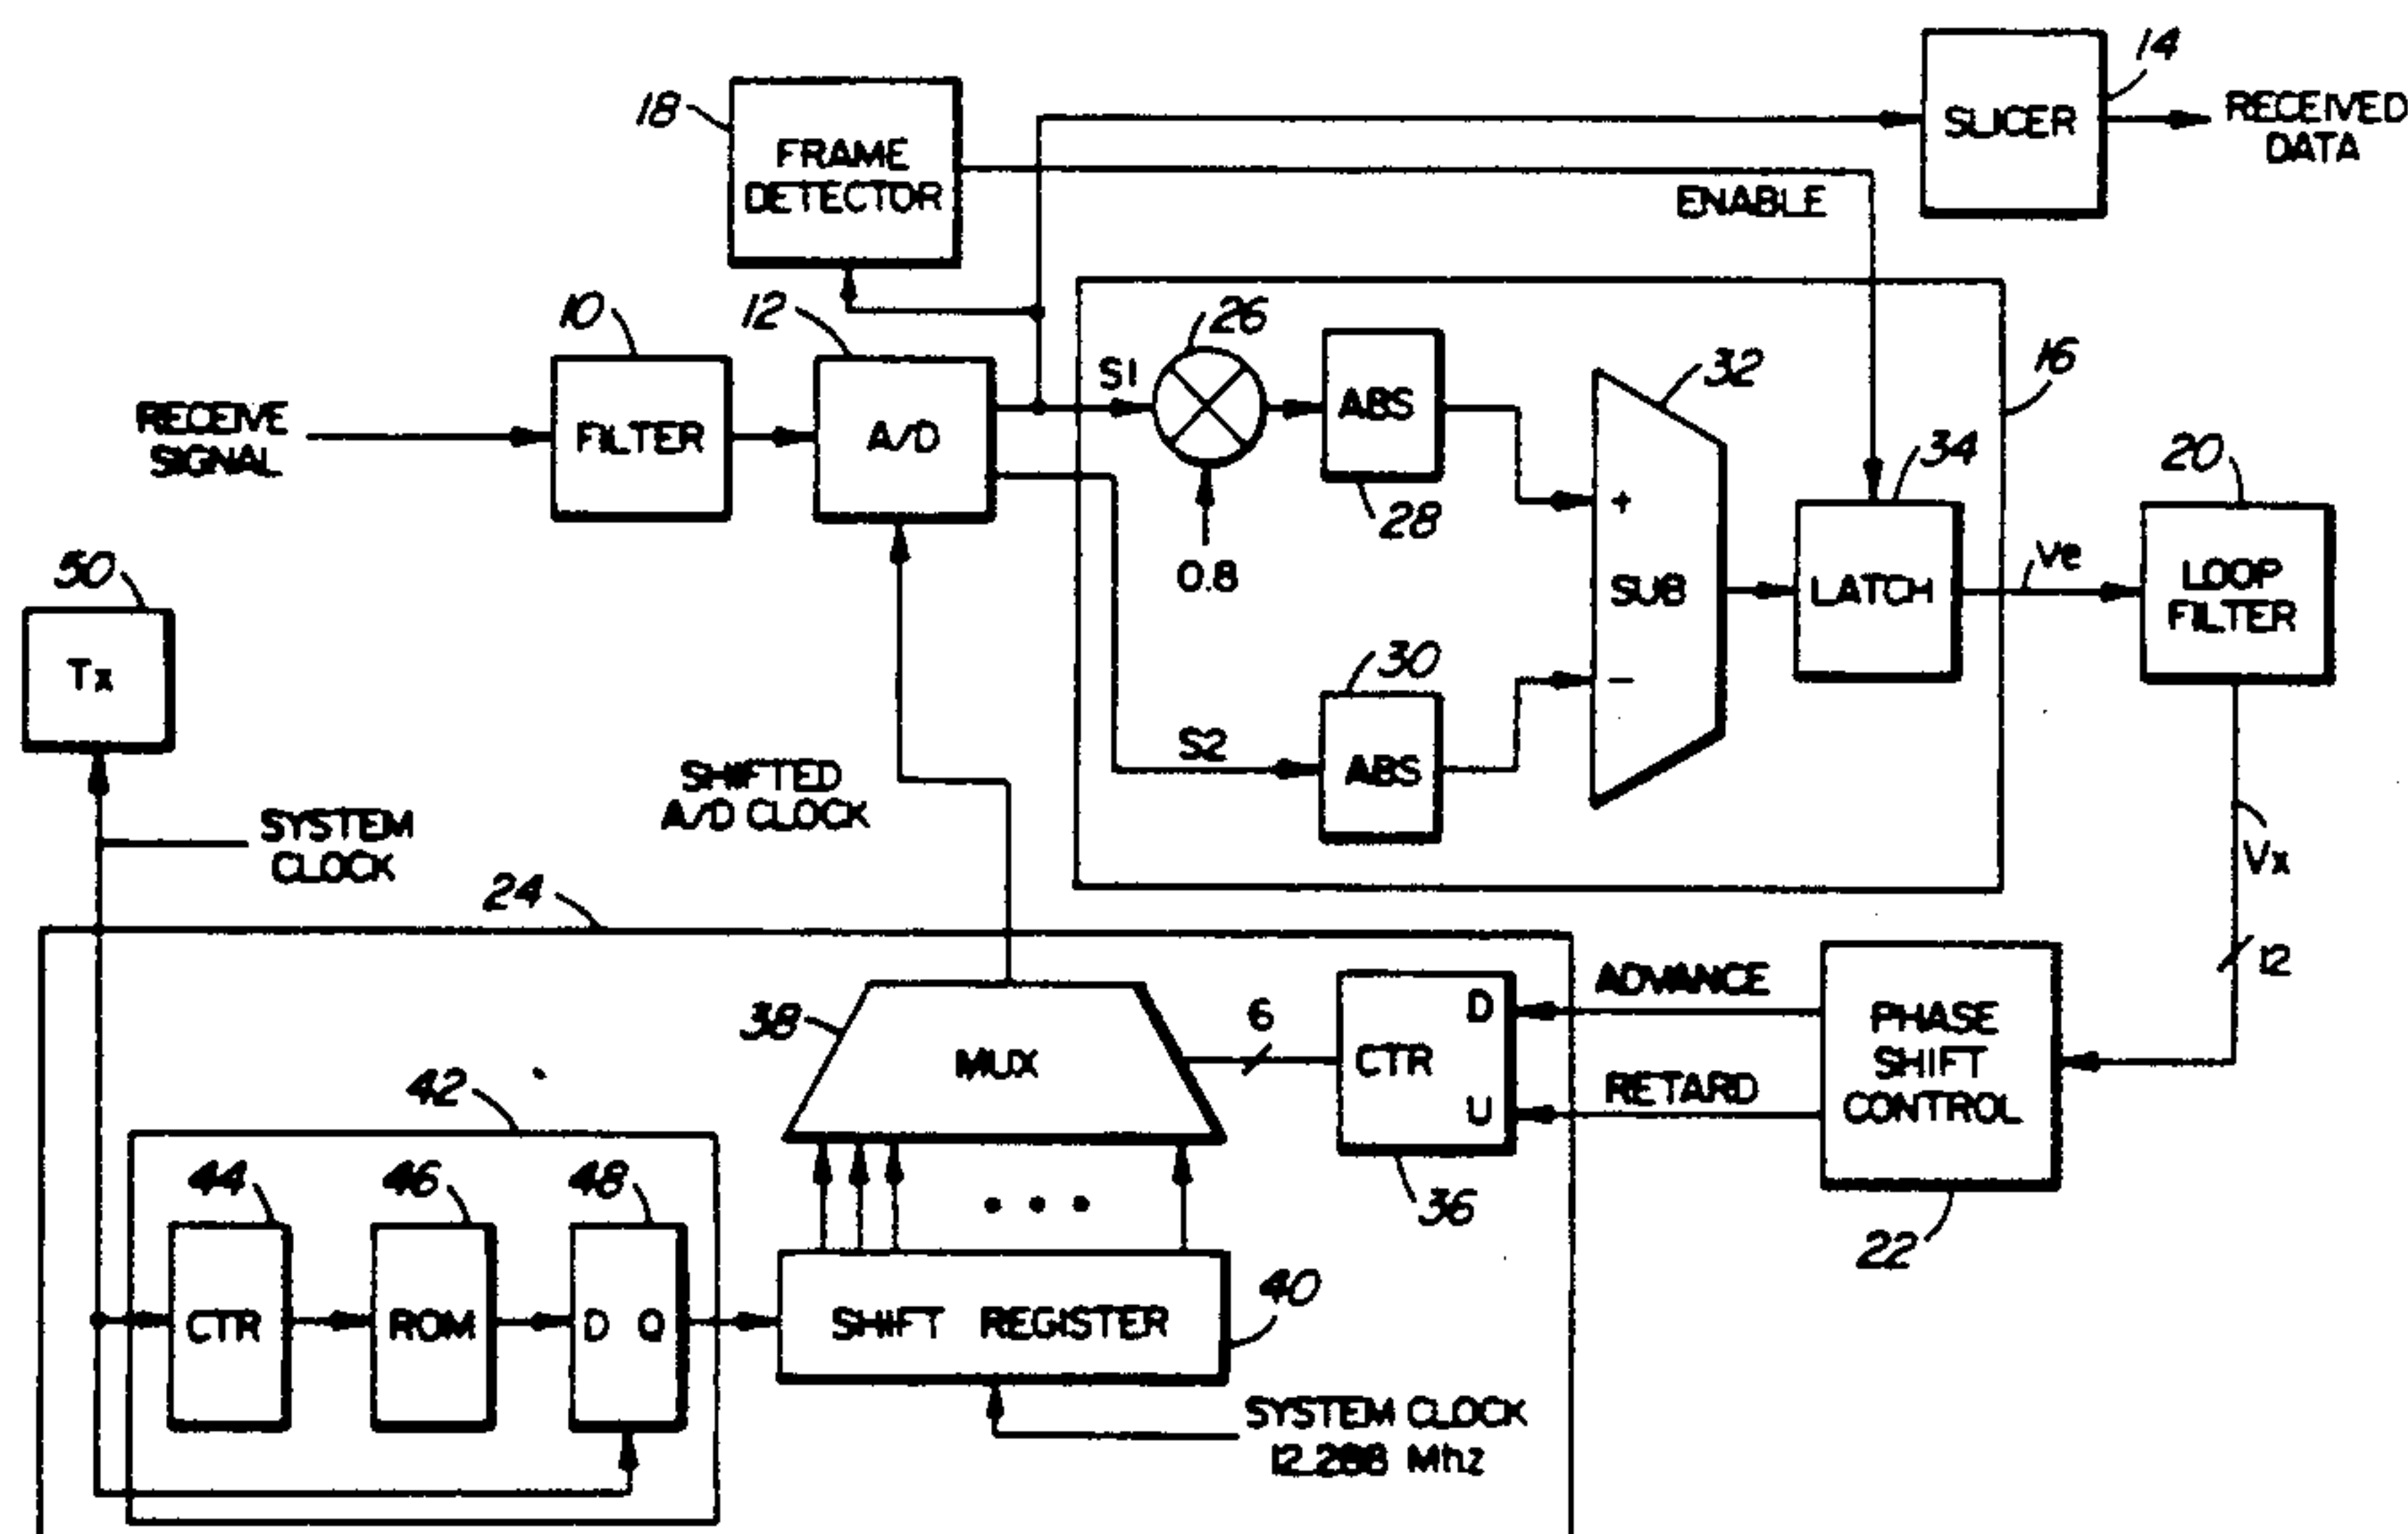 14
SLICER
RECEIVED
DATA
18
FRAME
DETECTOR
ENABLE
10
12
26
16
S1
ABS
32
RECEIVE
SIGNAL
FILTER
A/D
28
+
34
20
0.8
SUB
LATCH
Ve
LOOP
FILTER
50
Tx
30
−
S2
ABS
SHIFTED
A/D CLOCK
SYSTEM
CLOCK
Vx
24
12
ADVANCE
38
MUX
6
D
CTR
U
PHASE
SHIFT
CONTROL
RETARD
42
36
22
44
46
48
• • •
40
CTR
ROM
D Q
SHIFT REGISTER
SYSTEM CLOCK
12.288 Mhz